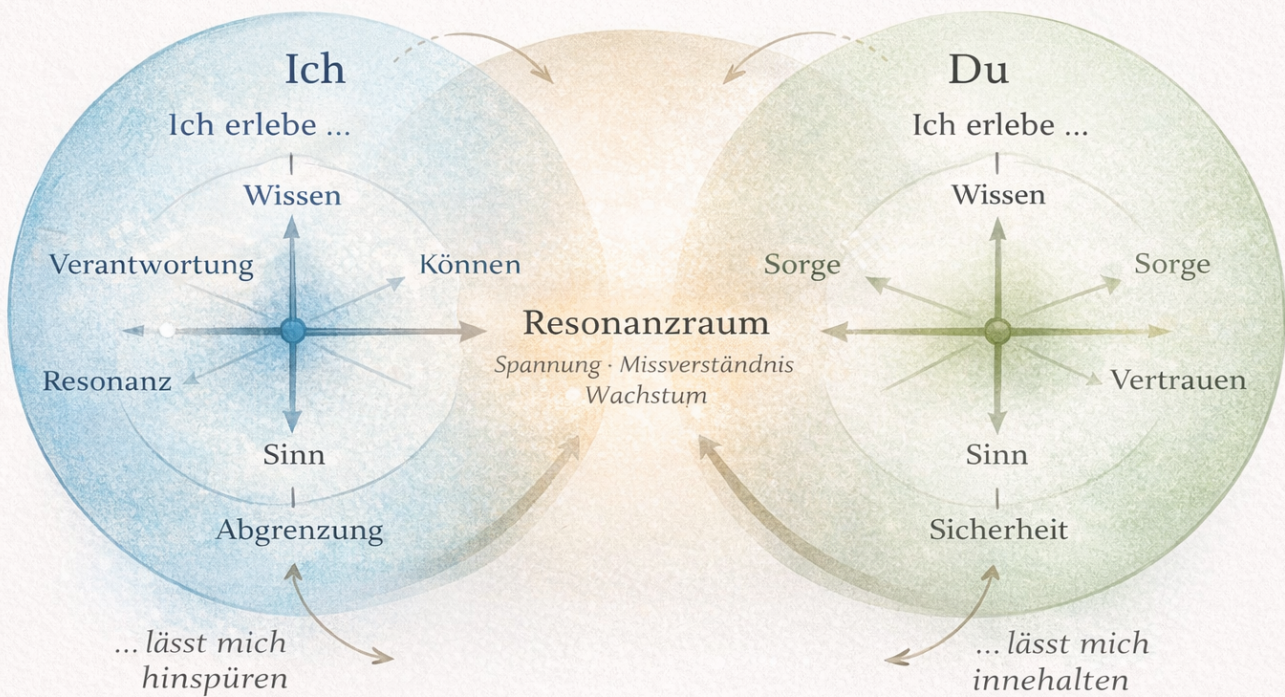 Ich
Ich erlebe ...
Wissen
Verantwortung
Können
Resonanz
Sinn
Abgrenzung
... lässt mich
hinspüren
Resonanzraum
Spannung · Missverständnis
Wachstum
Du
Ich erlebe ...
Wissen
Sorge
Sorge
Vertrauen
Sinn
Sicherheit
... lässt mich
innehalten